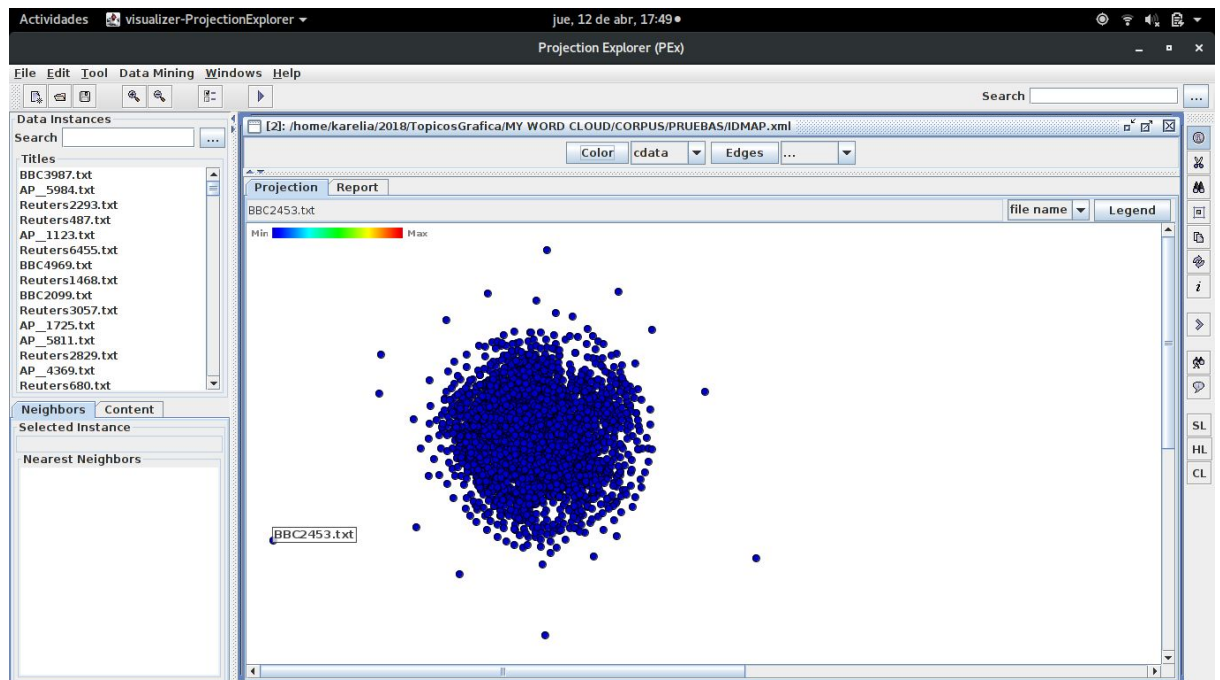 Actividades visualizer-ProjectionExplorer jue, 12 de abr, 17:49
Projection Explorer (PEx)
File Edit Tool Data Mining Windows Help
Search ...
Data Instances
Search ...
Titles
BBC3987.txt
AP_5984.txt
Reuters2293.txt
Reuters487.txt
AP_1123.txt
Reuters6455.txt
BBC4969.txt
Reuters1468.txt
BBC2099.txt
Reuters3057.txt
AP_1725.txt
AP_5811.txt
Reuters2829.txt
AP_4369.txt
Reuters680.txt
Neighbors Content
Selected Instance
Nearest Neighbors
[2]: /home/karelia/2018/TopicosGrafica/MY WORD CLOUD/CORPUS/PRUEBAS/IDMAP.xml
Color cdata Edges ...
Projection Report
BBC2453.txt file name Legend
Min Max
BBC2453.txt
i
SL
HL
CL